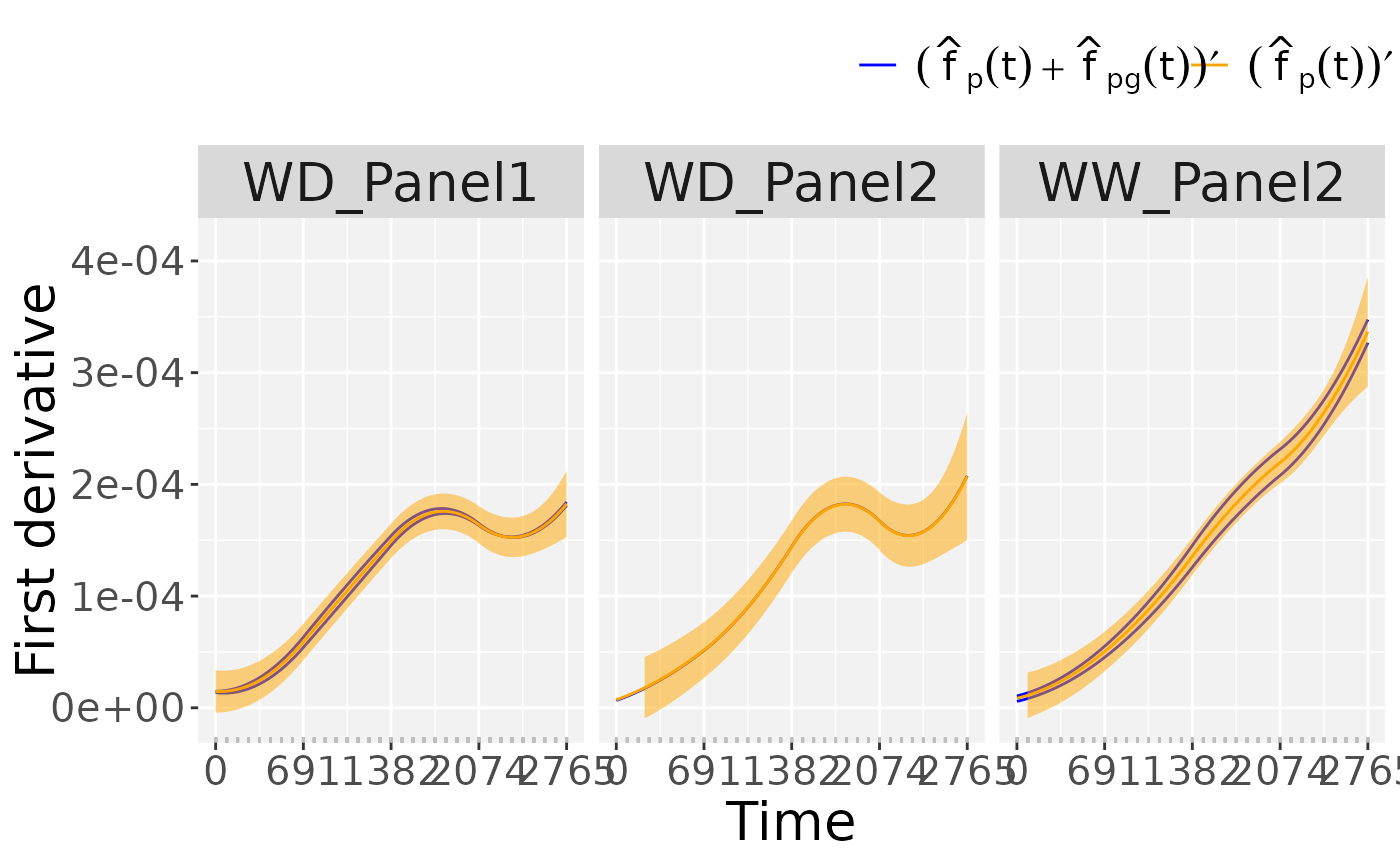 (f̂p(t) + f̂pg(t))′ (f̂p(t))′
WD_Panel1 WD_Panel2 WW_Panel2
4e-04
3e-04
2e-04
1e-04
0e+00
First derivative
0 691 1382 2074 2765 0 691 1382 2074 2765 0 691 1382 2074 2765
Time